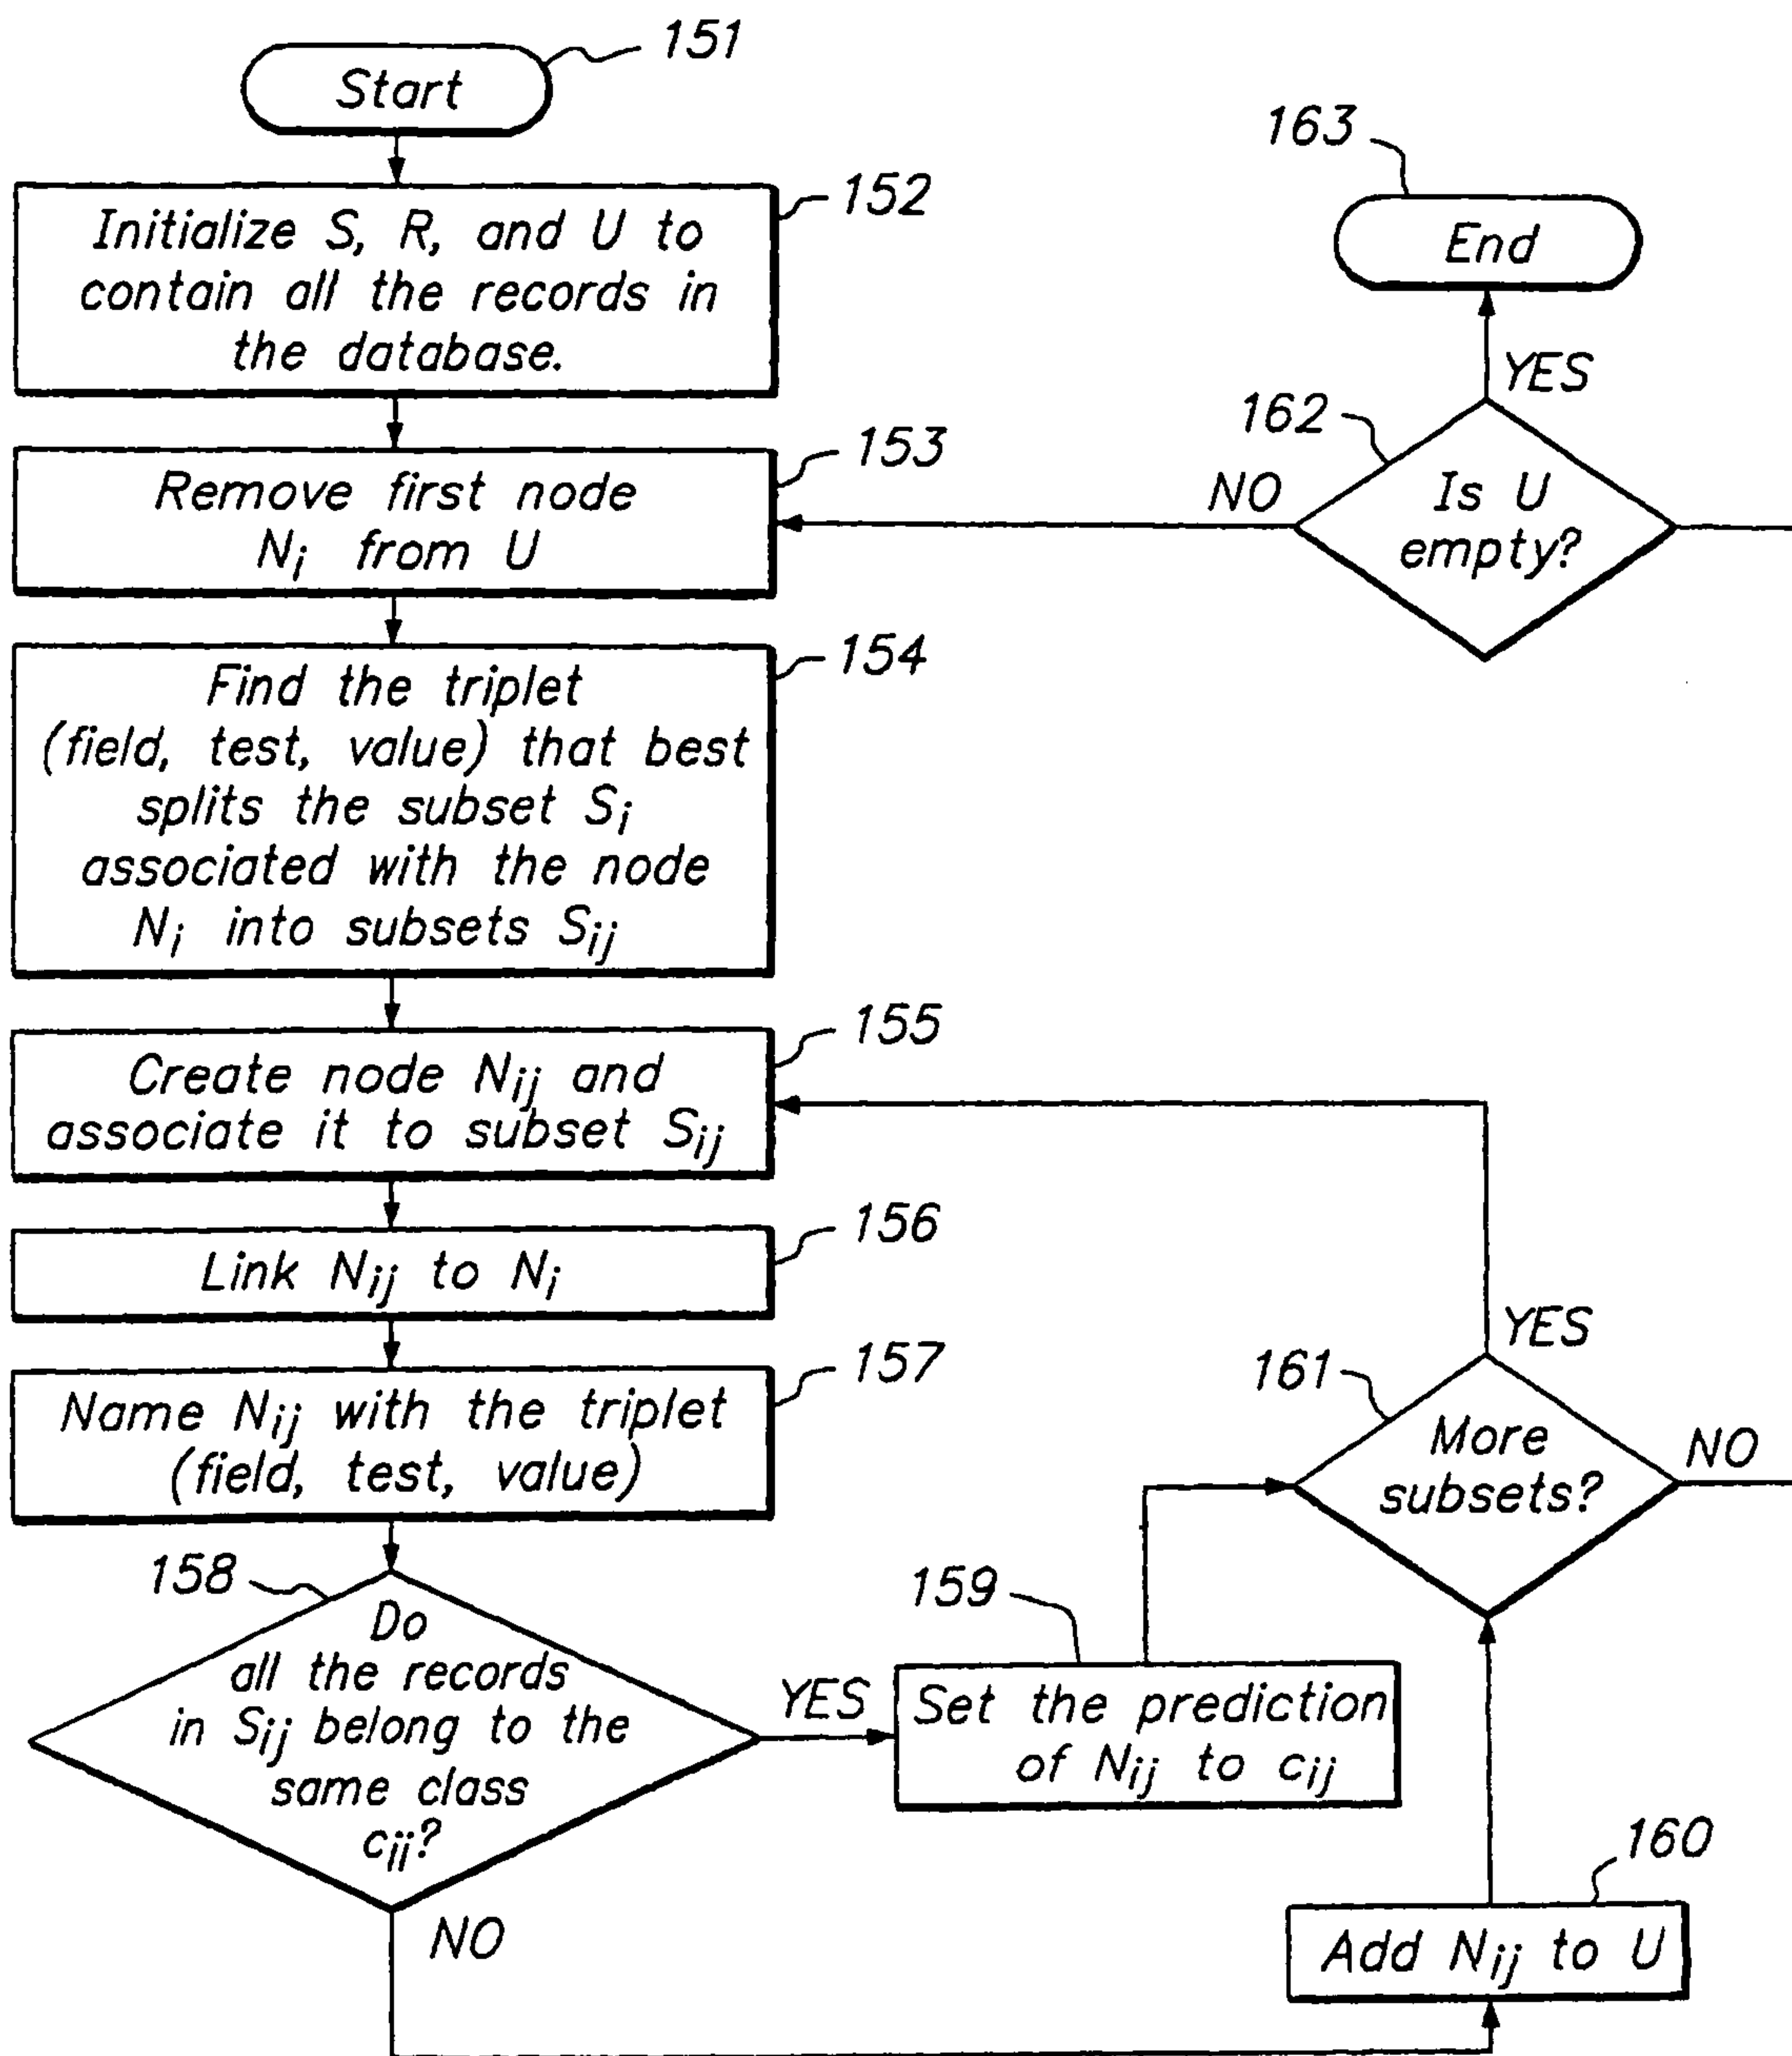 151
Start
152
Initialize S, R, and U to
contain all the records in
the database.
153
Remove first node
Ni from U
154
Find the triplet
(field, test, value) that best
splits the subset Si
associated with the node
Ni into subsets Sij
155
Create node Nij and
associate it to subset Sij
156
Link Nij to Ni
157
Name Nij with the triplet
(field, test, value)
158
Do
all the records
in Sij belong to the
same class
cij?
YES
NO
159
Set the prediction
of Nij to cij
160
Add Nij to U
161
More
subsets?
YES
NO
162
Is U
empty?
NO
YES
163
End